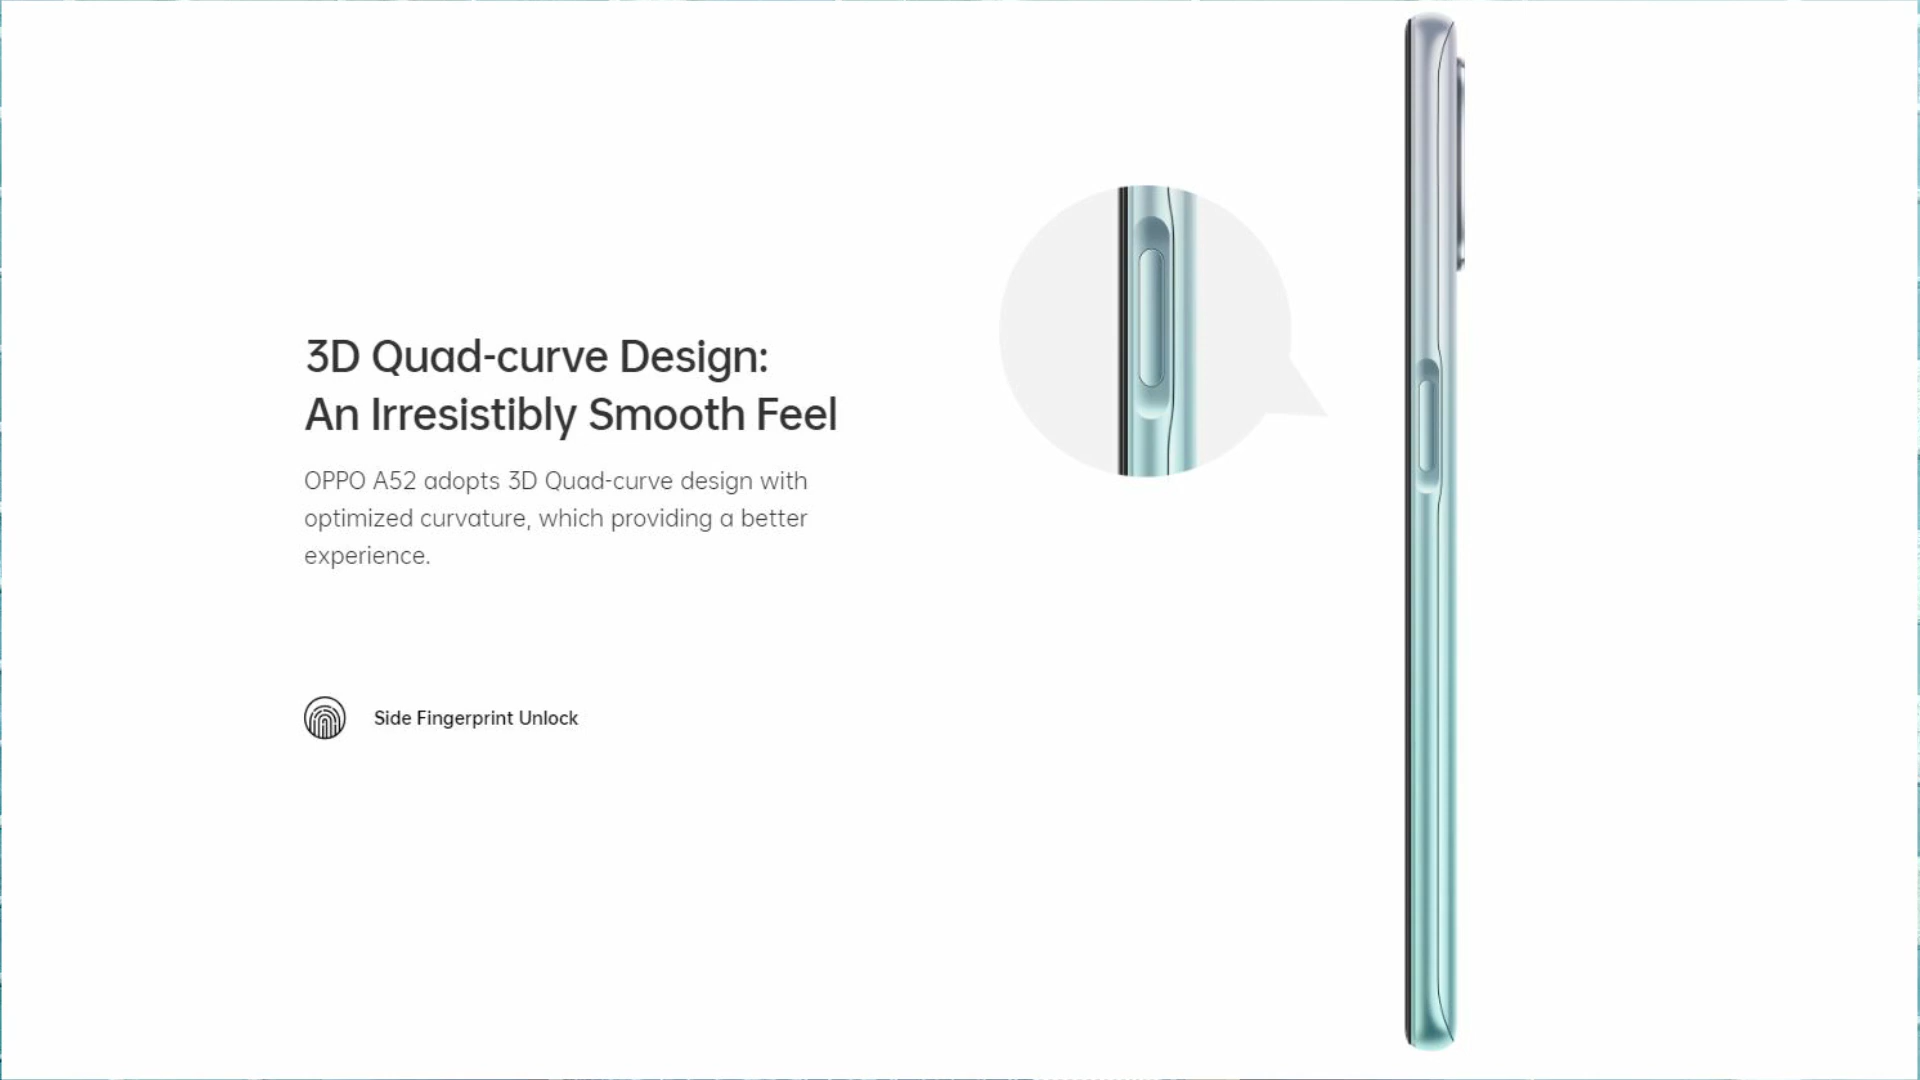 3D Quad-curve Design:
An Irresistibly Smooth Feel
OPPO A52 adopts 3D Quad-curve design with
optimized curvature, which providing a better
experience.
Side Fingerprint Unlock